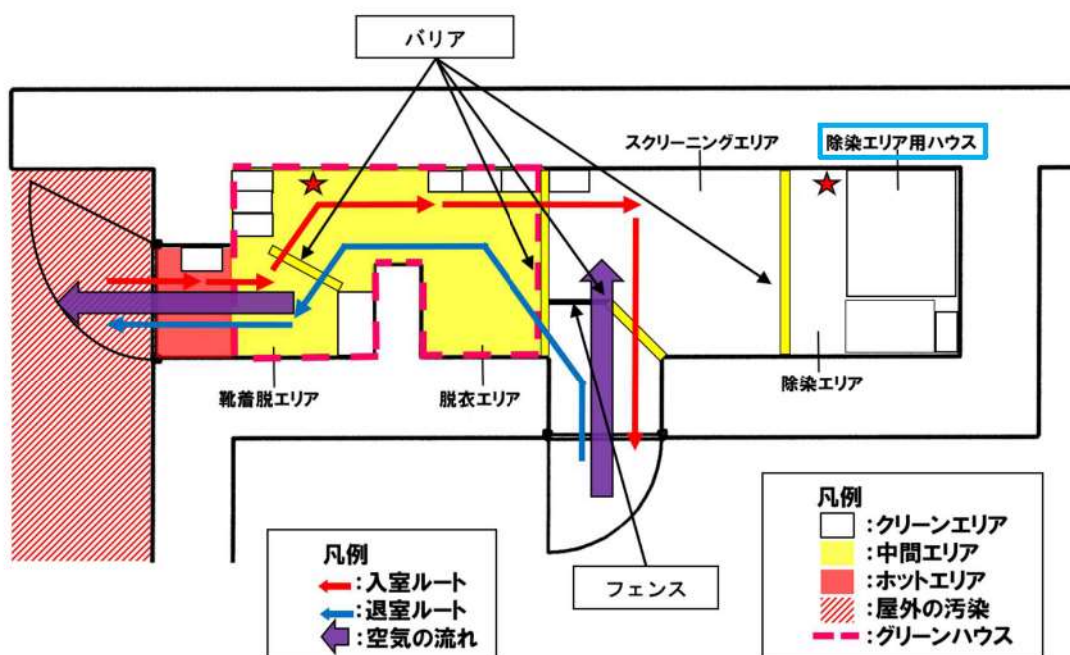 バリア
スクリーニングエリア
除染エリア用ハウス
靴着脱エリア
脱衣エリア
除染エリア
フェンス
凡例
:入室ルート
:退室ルート
:空気の流れ
凡例
:クリーンエリア
:中間エリア
:ホットエリア
:屋外の汚染
:グリーンハウス